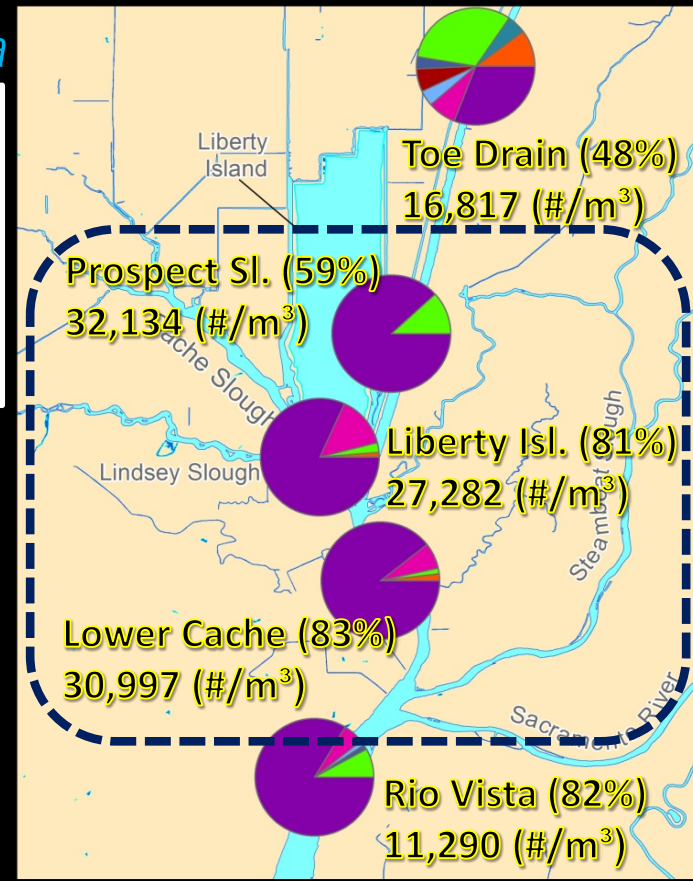 a
Liberty
Island
Toe Drain (48%)
16,817 (#/m³)
Prospect Sl. (59%)
32,134 (#/m³)
ache Slough
Liberty Isl. (81%)
27,282 (#/m³)
Lindsey Slough
Steamboat Slough
Lower Cache (83%)
30,997 (#/m³)
Sacramento River
Rio Vista (82%)
11,290 (#/m³)